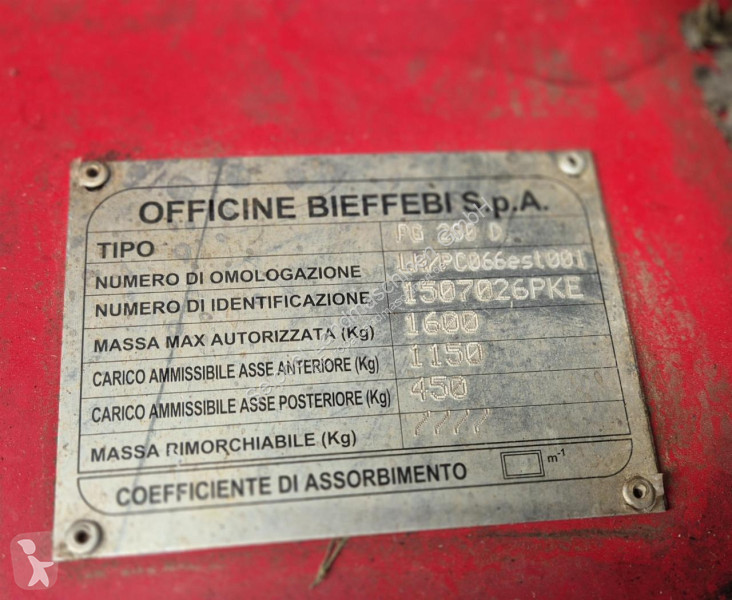 OFFICINE BIEFFEBI S.p.A.
TIPO
NUMERO DI OMOLOGAZIONE
NUMERO DI IDENTIFICAZIONE 1507026PKE
MASSA MAX AUTORIZZATA (Kg) 1600
CARICO AMMISSIBILE ASSE ANTERIORE (Kg) 1150
CARICO AMMISSIBILE ASSE POSTERIORE (Kg) 450
MASSA RIMORCHIABILE (Kg) ////
COEFFICIENTE DI ASSORBIMENTO m-1